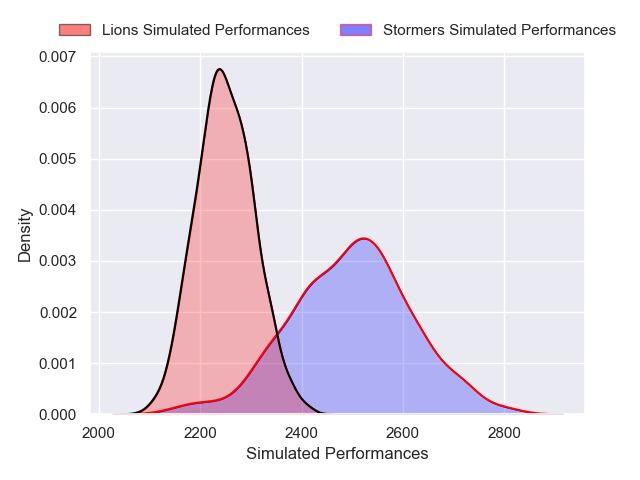 Lions Simulated Performances
Stormers Simulated Performances
0.007
0.006
0.005
0.004
0.003
0.002
0.001
0.000
Density
2000 2200 2400 2600 2800
Simulated Performances